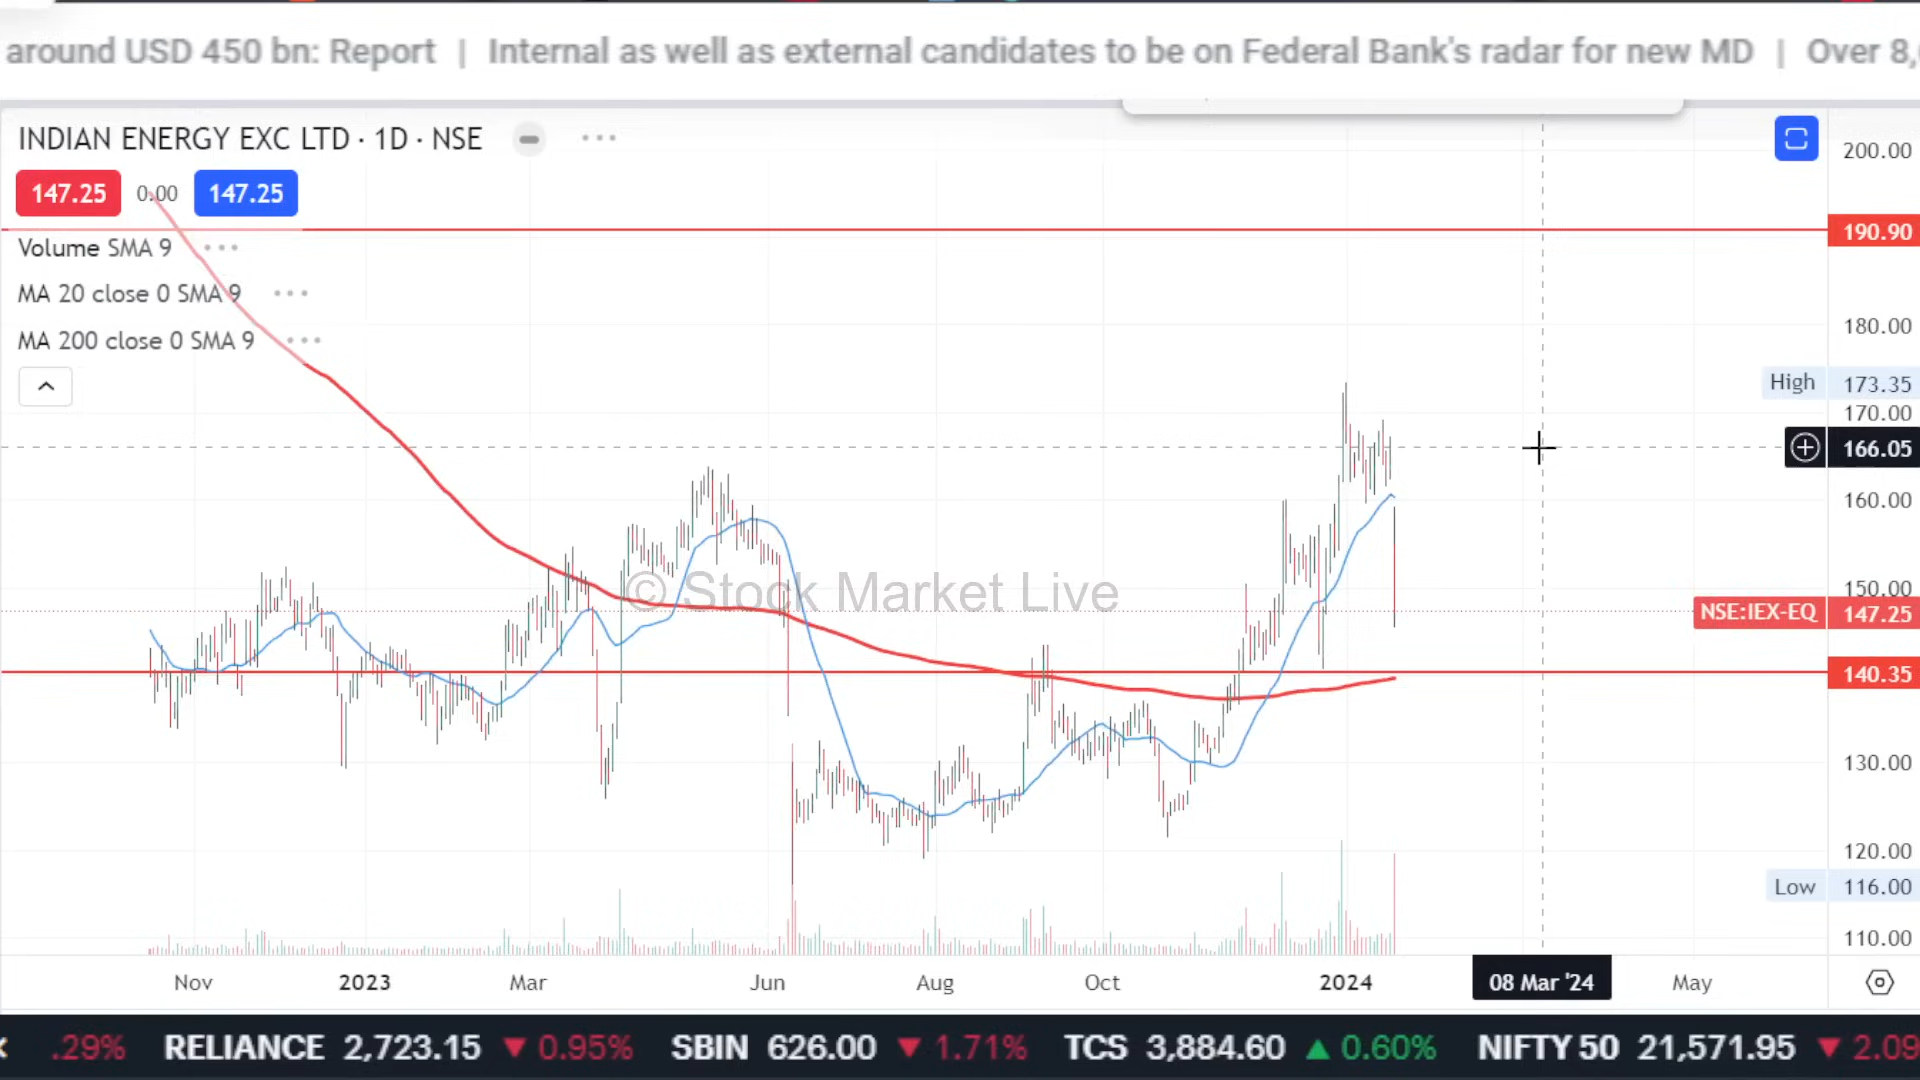 around USD 450 bn: Report | Internal as well as external candidates to be on Federal Bank's radar for new MD | Over 8,
INDIAN ENERGY EXC LTD · 1D · NSE
147.25 0.00 147.25
Volume SMA 9
MA 20 close 0 SMA 9
MA 200 close 0 SMA 9
200.00
190.90
180.00
High 173.35
170.00
166.05
160.00
150.00
NSE:IEX-EQ 147.25
140.35
130.00
120.00
Low 116.00
110.00
© Stock Market Live
Nov 2023 Mar Jun Aug Oct 2024 08 Mar '24 May
.29% RELIANCE 2,723.15 ▼ 0.95% SBIN 626.00 ▼ 1.71% TCS 3,884.60 ▲ 0.60% NIFTY 50 21,571.95 ▼ 2.09